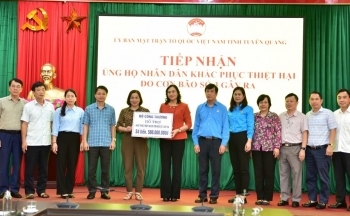 ỦY BAN MẶT TRẬN TỔ QUỐC VIỆT NAM TỈNH TUYÊN QUANG
TIẾP NHẬN
ỦNG HỘ NHÂN DÂN KHẮC PHỤC THIỆT HẠI
DO CƠN BÃO SỐ 3 GÂY RA
BỘ CÔNG THƯƠNG
Số tiền: 500.000.000đ